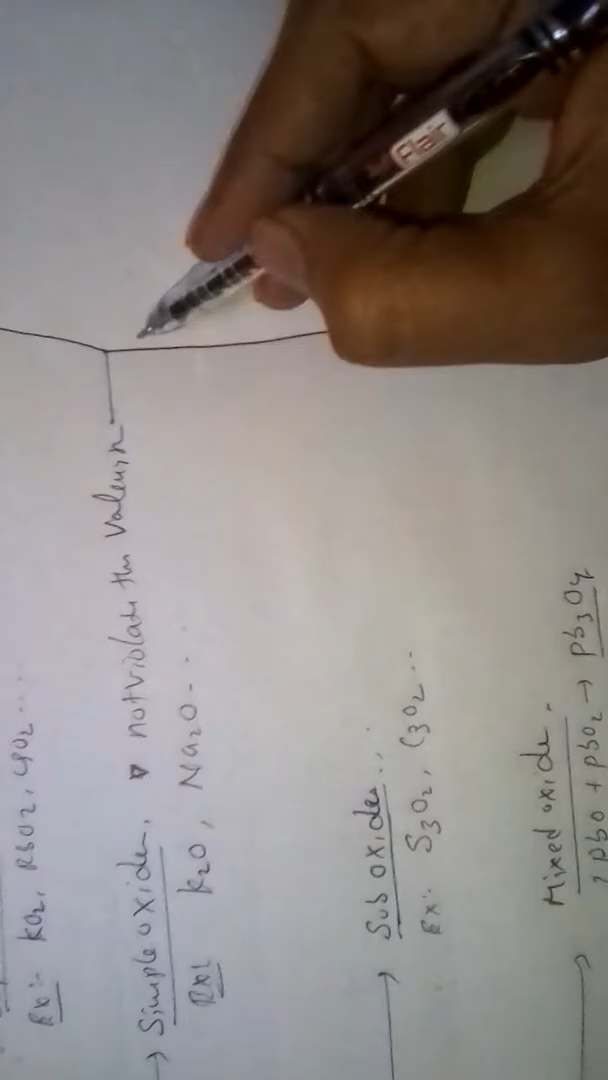 Ex:- KO2, RbO2, CsO2....
→ Simple oxides. not violate the Valency
Ex: K2O, Na2O - ...
→ Sub oxides...
Ex:- S3O2, C3O2...
→ Mixed oxide.
2PbO + PbO2 → Pb3O4
Flair